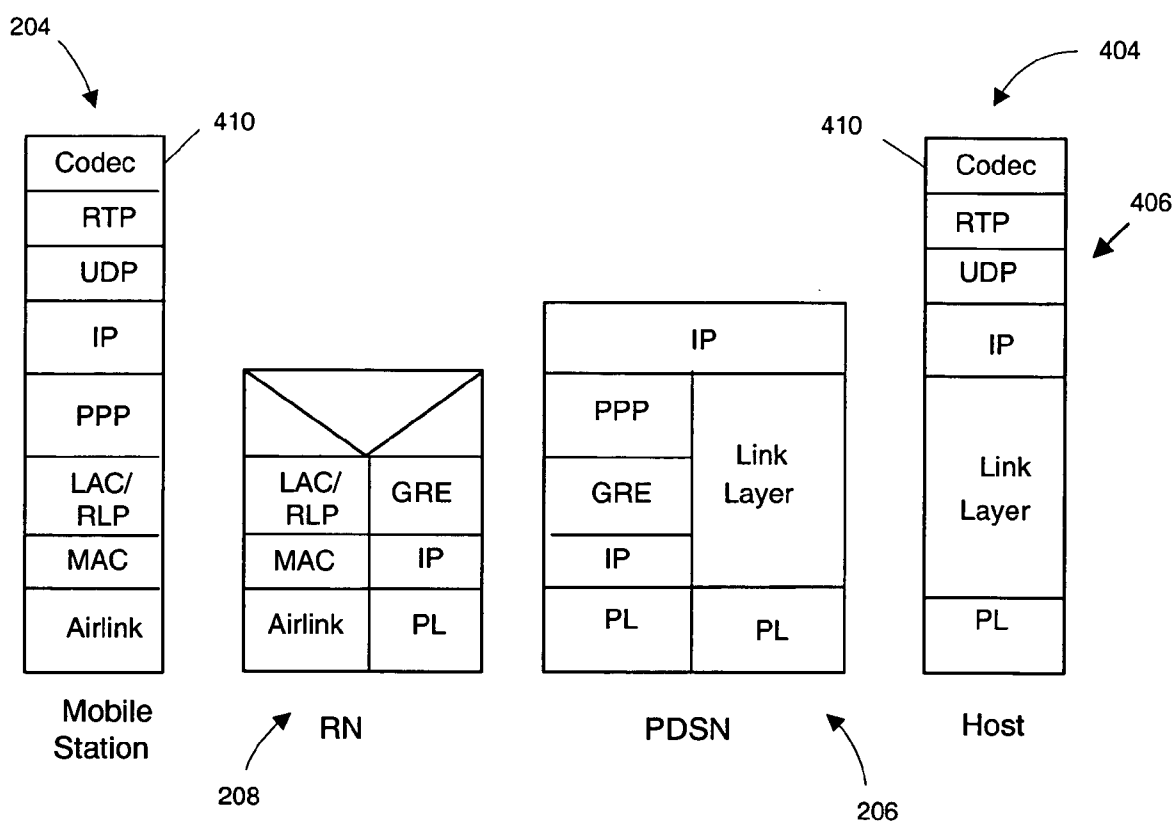 204
404
410
410
406
Codec
RTP
UDP
IP
PPP
LAC/
RLP
MAC
Airlink
Mobile
Station
LAC/
RLP
GRE
MAC
IP
Airlink
PL
RN
208
IP
PPP
GRE
IP
PL
Link
Layer
PL
PDSN
206
Codec
RTP
UDP
IP
Link
Layer
PL
Host